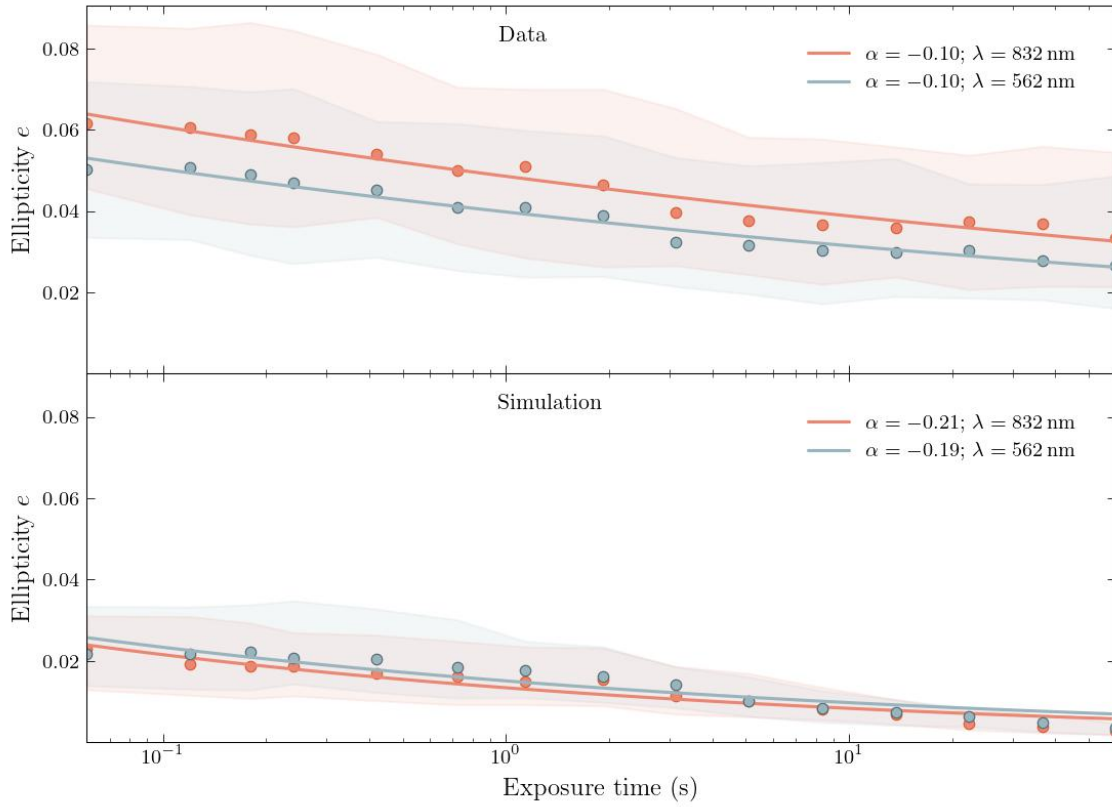 Data
α = −0.10; λ = 832 nm
α = −0.10; λ = 562 nm
Ellipticity e
0.08
0.06
0.04
0.02
Simulation
α = −0.21; λ = 832 nm
α = −0.19; λ = 562 nm
Ellipticity e
0.08
0.06
0.04
0.02
10⁻¹ 10⁰ 10¹
Exposure time (s)